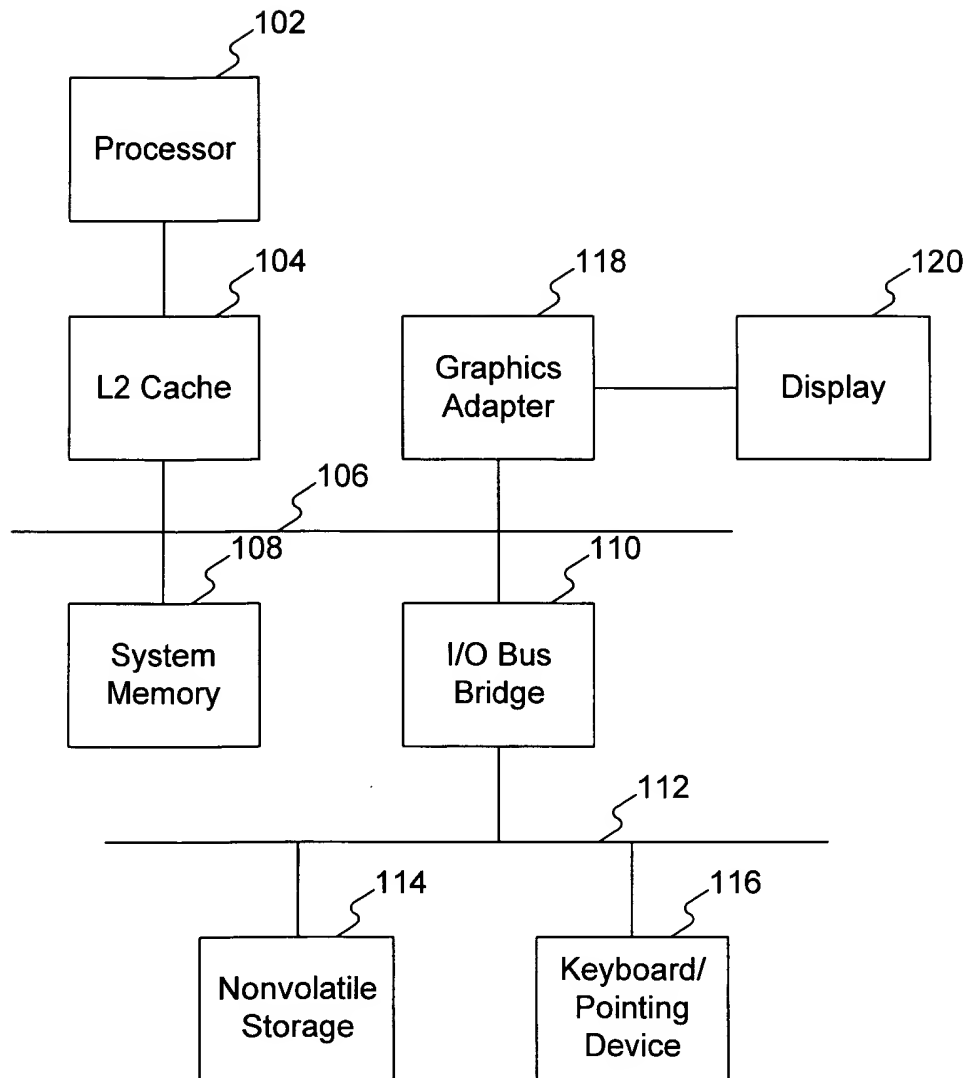 102
Processor
104
L2 Cache
118
Graphics
Adapter
120
Display
106
108
System
Memory
110
I/O Bus
Bridge
112
114
Nonvolatile
Storage
116
Keyboard/
Pointing
Device